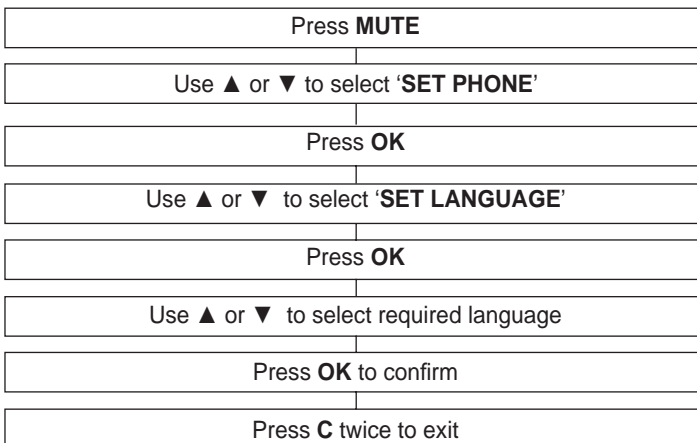 Press MUTE
Use ▲ or ▼ to select ‘SET PHONE’
Press OK
Use ▲ or ▼ to select ‘SET LANGUAGE’
Press OK
Use ▲ or ▼ to select required language
Press OK to confirm
Press C twice to exit